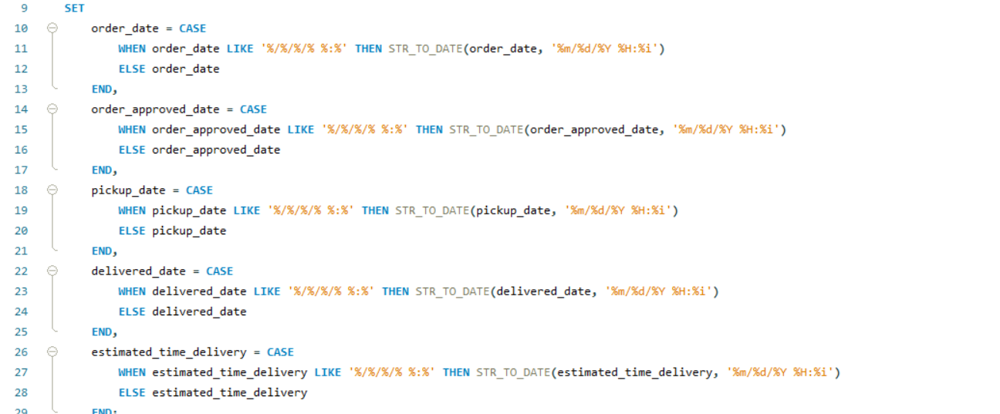 9 SET
10 order_date = CASE
11 WHEN order_date LIKE '%/%/%/% %:%' THEN STR_TO_DATE(order_date, '%m/%d/%Y %H:%i')
12 ELSE order_date
13 END,
14 order_approved_date = CASE
15 WHEN order_approved_date LIKE '%/%/%/% %:%' THEN STR_TO_DATE(order_approved_date, '%m/%d/%Y %H:%i')
16 ELSE order_approved_date
17 END,
18 pickup_date = CASE
19 WHEN pickup_date LIKE '%/%/%/% %:%' THEN STR_TO_DATE(pickup_date, '%m/%d/%Y %H:%i')
20 ELSE pickup_date
21 END,
22 delivered_date = CASE
23 WHEN delivered_date LIKE '%/%/%/% %:%' THEN STR_TO_DATE(delivered_date, '%m/%d/%Y %H:%i')
24 ELSE delivered_date
25 END,
26 estimated_time_delivery = CASE
27 WHEN estimated_time_delivery LIKE '%/%/%/% %:%' THEN STR_TO_DATE(estimated_time_delivery, '%m/%d/%Y %H:%i')
28 ELSE estimated_time_delivery
29 END;